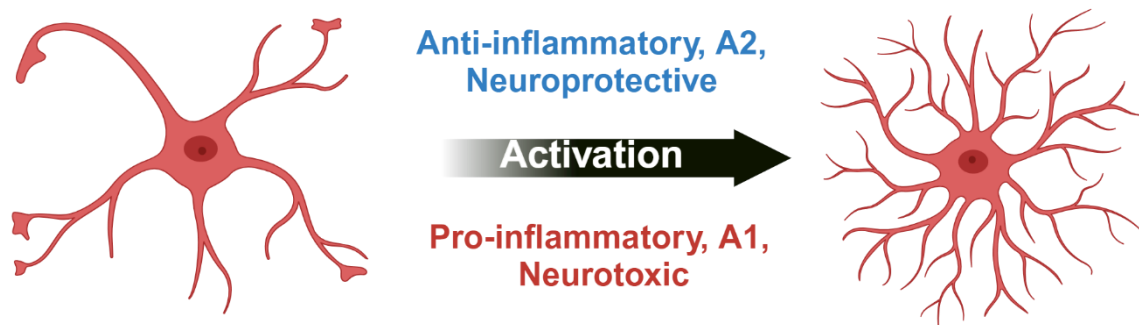 Anti-inflammatory, A2,
Neuroprotective
Activation
Pro-inflammatory, A1,
Neurotoxic